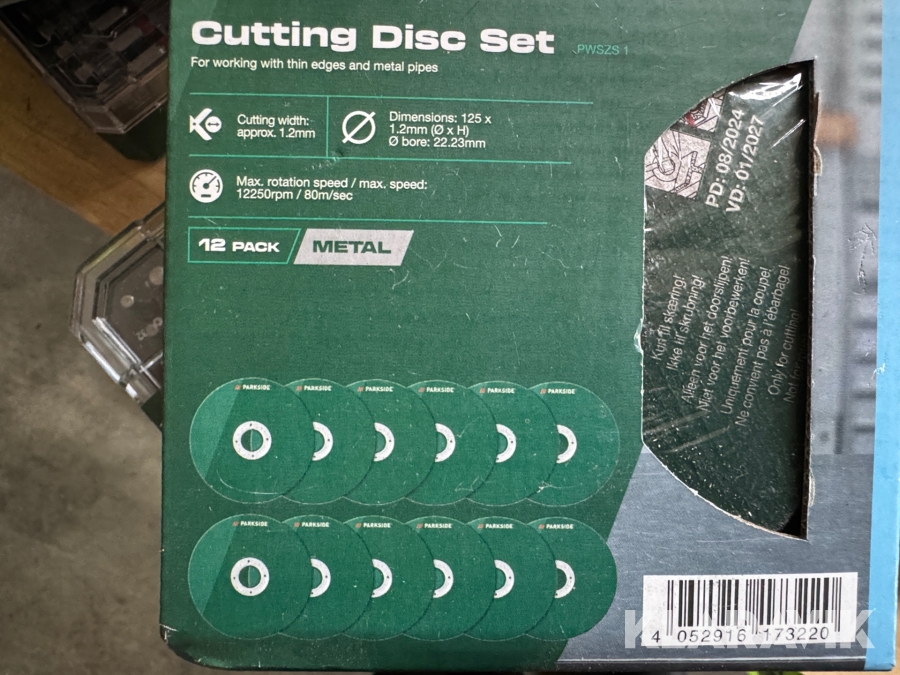 Cutting Disc Set PWSZS 1
For working with thin edges and metal pipes
Cutting width:
approx. 1.2mm
Dimensions: 125 x
1.2mm (Ø x H)
Ø bore: 22.23mm
Max. rotation speed / max. speed:
12250rpm / 80m/sec
12 PACK METAL
PD: 08/2024
VD: 01/2027
Kun til skæring!
Ikke til skrubning!
Alleen voor het doorslijpen!
Niet voor het voorbewerken!
Uniquement pour la coupe!
Ne convient pas à l'ébarbage!
Only for cutting!
Not
PARKSIDE PARKSIDE PARKSIDE PARKSIDE PARKSIDE PARKSIDE
PARKSIDE PARKSIDE PARKSIDE PARKSIDE PARKSIDE PARKSIDE
4 052916 173220
KLARAVIK